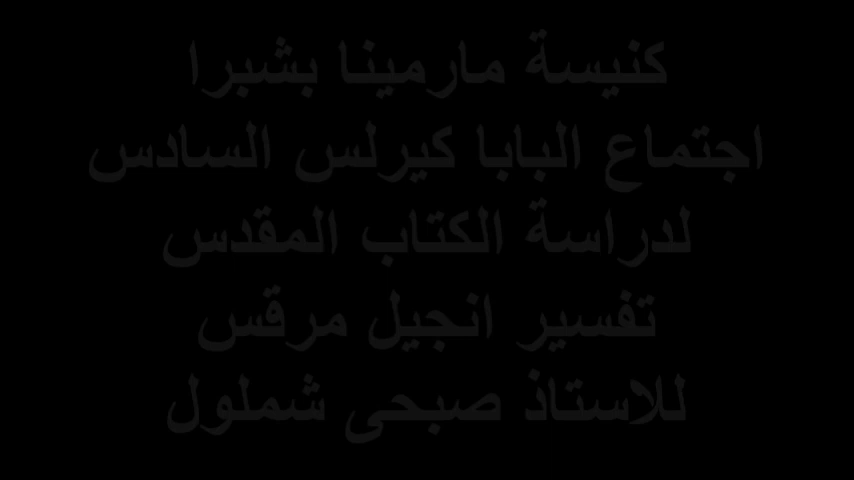 كنيسة مارمينا بشبرا
اجتماع البابا كيرلس السادس
لدراسة الكتاب المقدس
تفسير انجيل مرقس
للاستاذ صبحى شملول